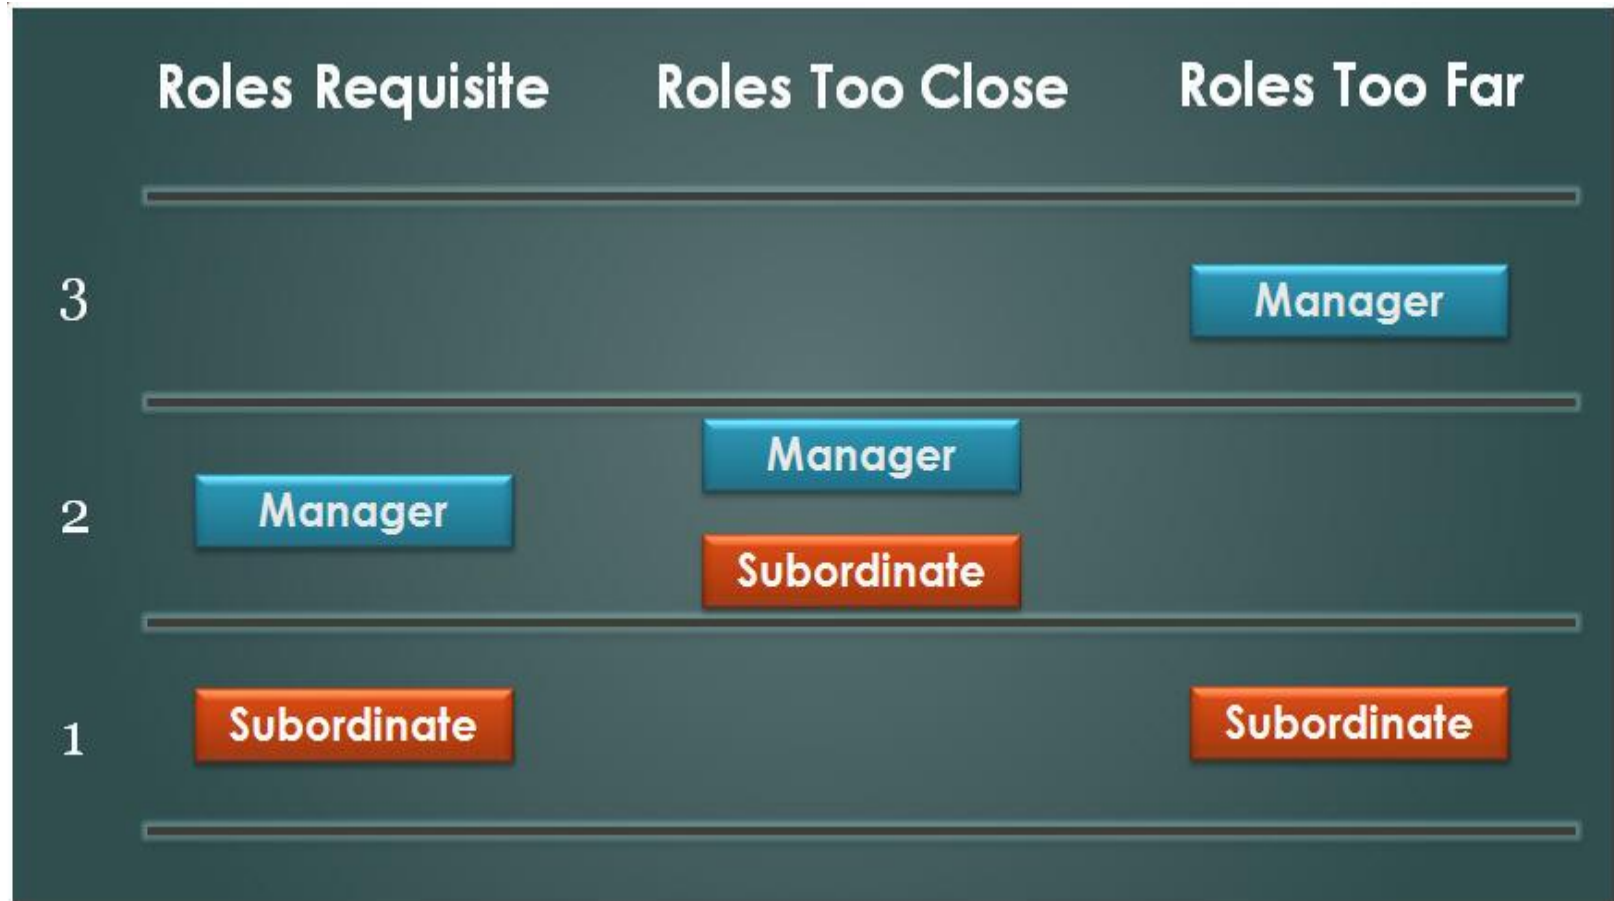 Roles Requisite Roles Too Close Roles Too Far
3 Manager
Manager
2 Manager
Subordinate
1 Subordinate Subordinate